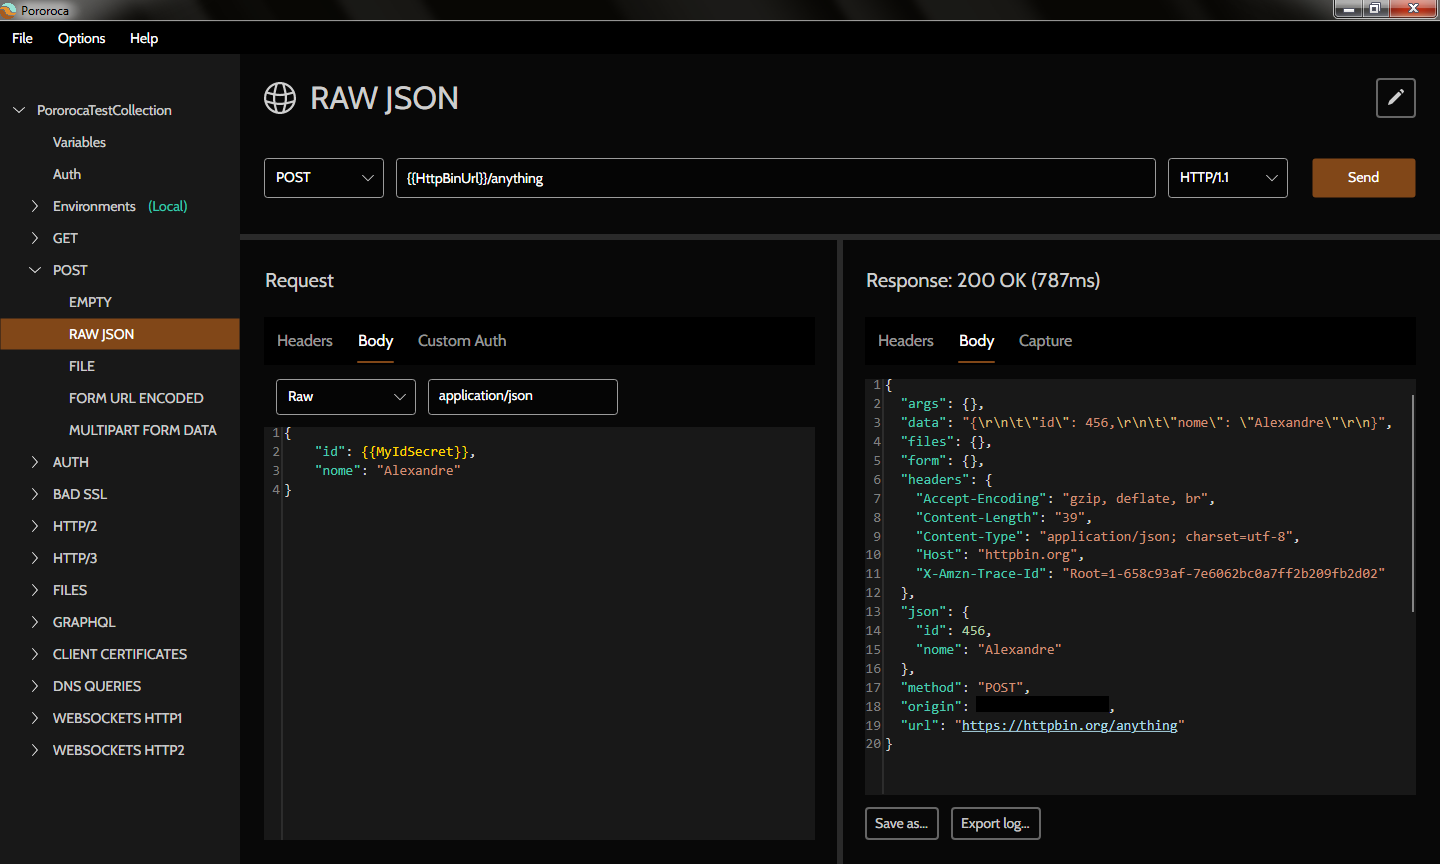 Pororoca
File Options Help
PororocaTestCollection
Variables
Auth
Environments (Local)
GET
POST
EMPTY
RAW JSON
FILE
FORM URL ENCODED
MULTIPART FORM DATA
AUTH
BAD SSL
HTTP/2
HTTP/3
FILES
GRAPHQL
CLIENT CERTIFICATES
DNS QUERIES
WEBSOCKETS HTTP1
WEBSOCKETS HTTP2
RAW JSON
POST {{HttpBinUrl}}/anything HTTP/1.1 Send
Request
Headers Body Custom Auth
Raw application/json
1 {
2 "id": {{MyIdSecret}},
3 "nome": "Alexandre"
4 }
Response: 200 OK (787ms)
Headers Body Capture
1 {
2 "args": {},
3 "data": "{\r\n\t\"id\": 456,\r\n\t\"nome\": \"Alexandre\"\r\n}",
4 "files": {},
5 "form": {},
6 "headers": {
7 "Accept-Encoding": "gzip, deflate, br",
8 "Content-Length": "39",
9 "Content-Type": "application/json; charset=utf-8",
10 "Host": "httpbin.org",
11 "X-Amzn-Trace-Id": "Root=1-658c93af-7e6062bc0a7ff2b209fb2d02"
12 },
13 "json": {
14 "id": 456,
15 "nome": "Alexandre"
16 },
17 "method": "POST",
18 "origin": ,
19 "url": "https://httpbin.org/anything"
20 }
Save as... Export log...